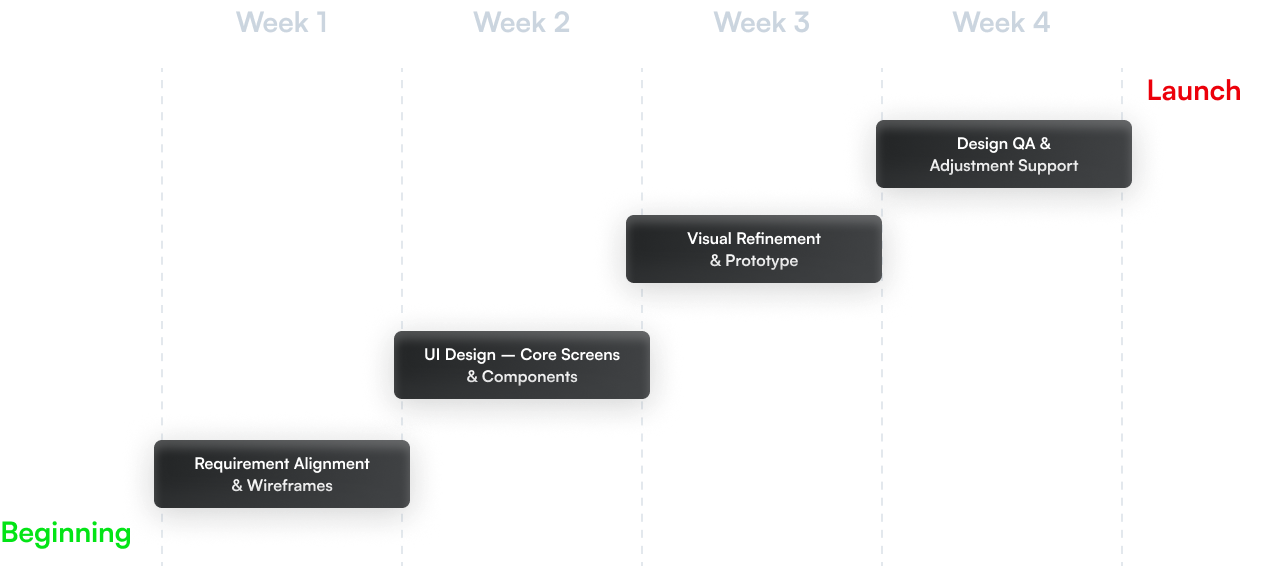 Week 1
Week 2
Week 3
Week 4
Launch
Design QA &
Adjustment Support
Visual Refinement
& Prototype
UI Design — Core Screens
& Components
Requirement Alignment
& Wireframes
Beginning